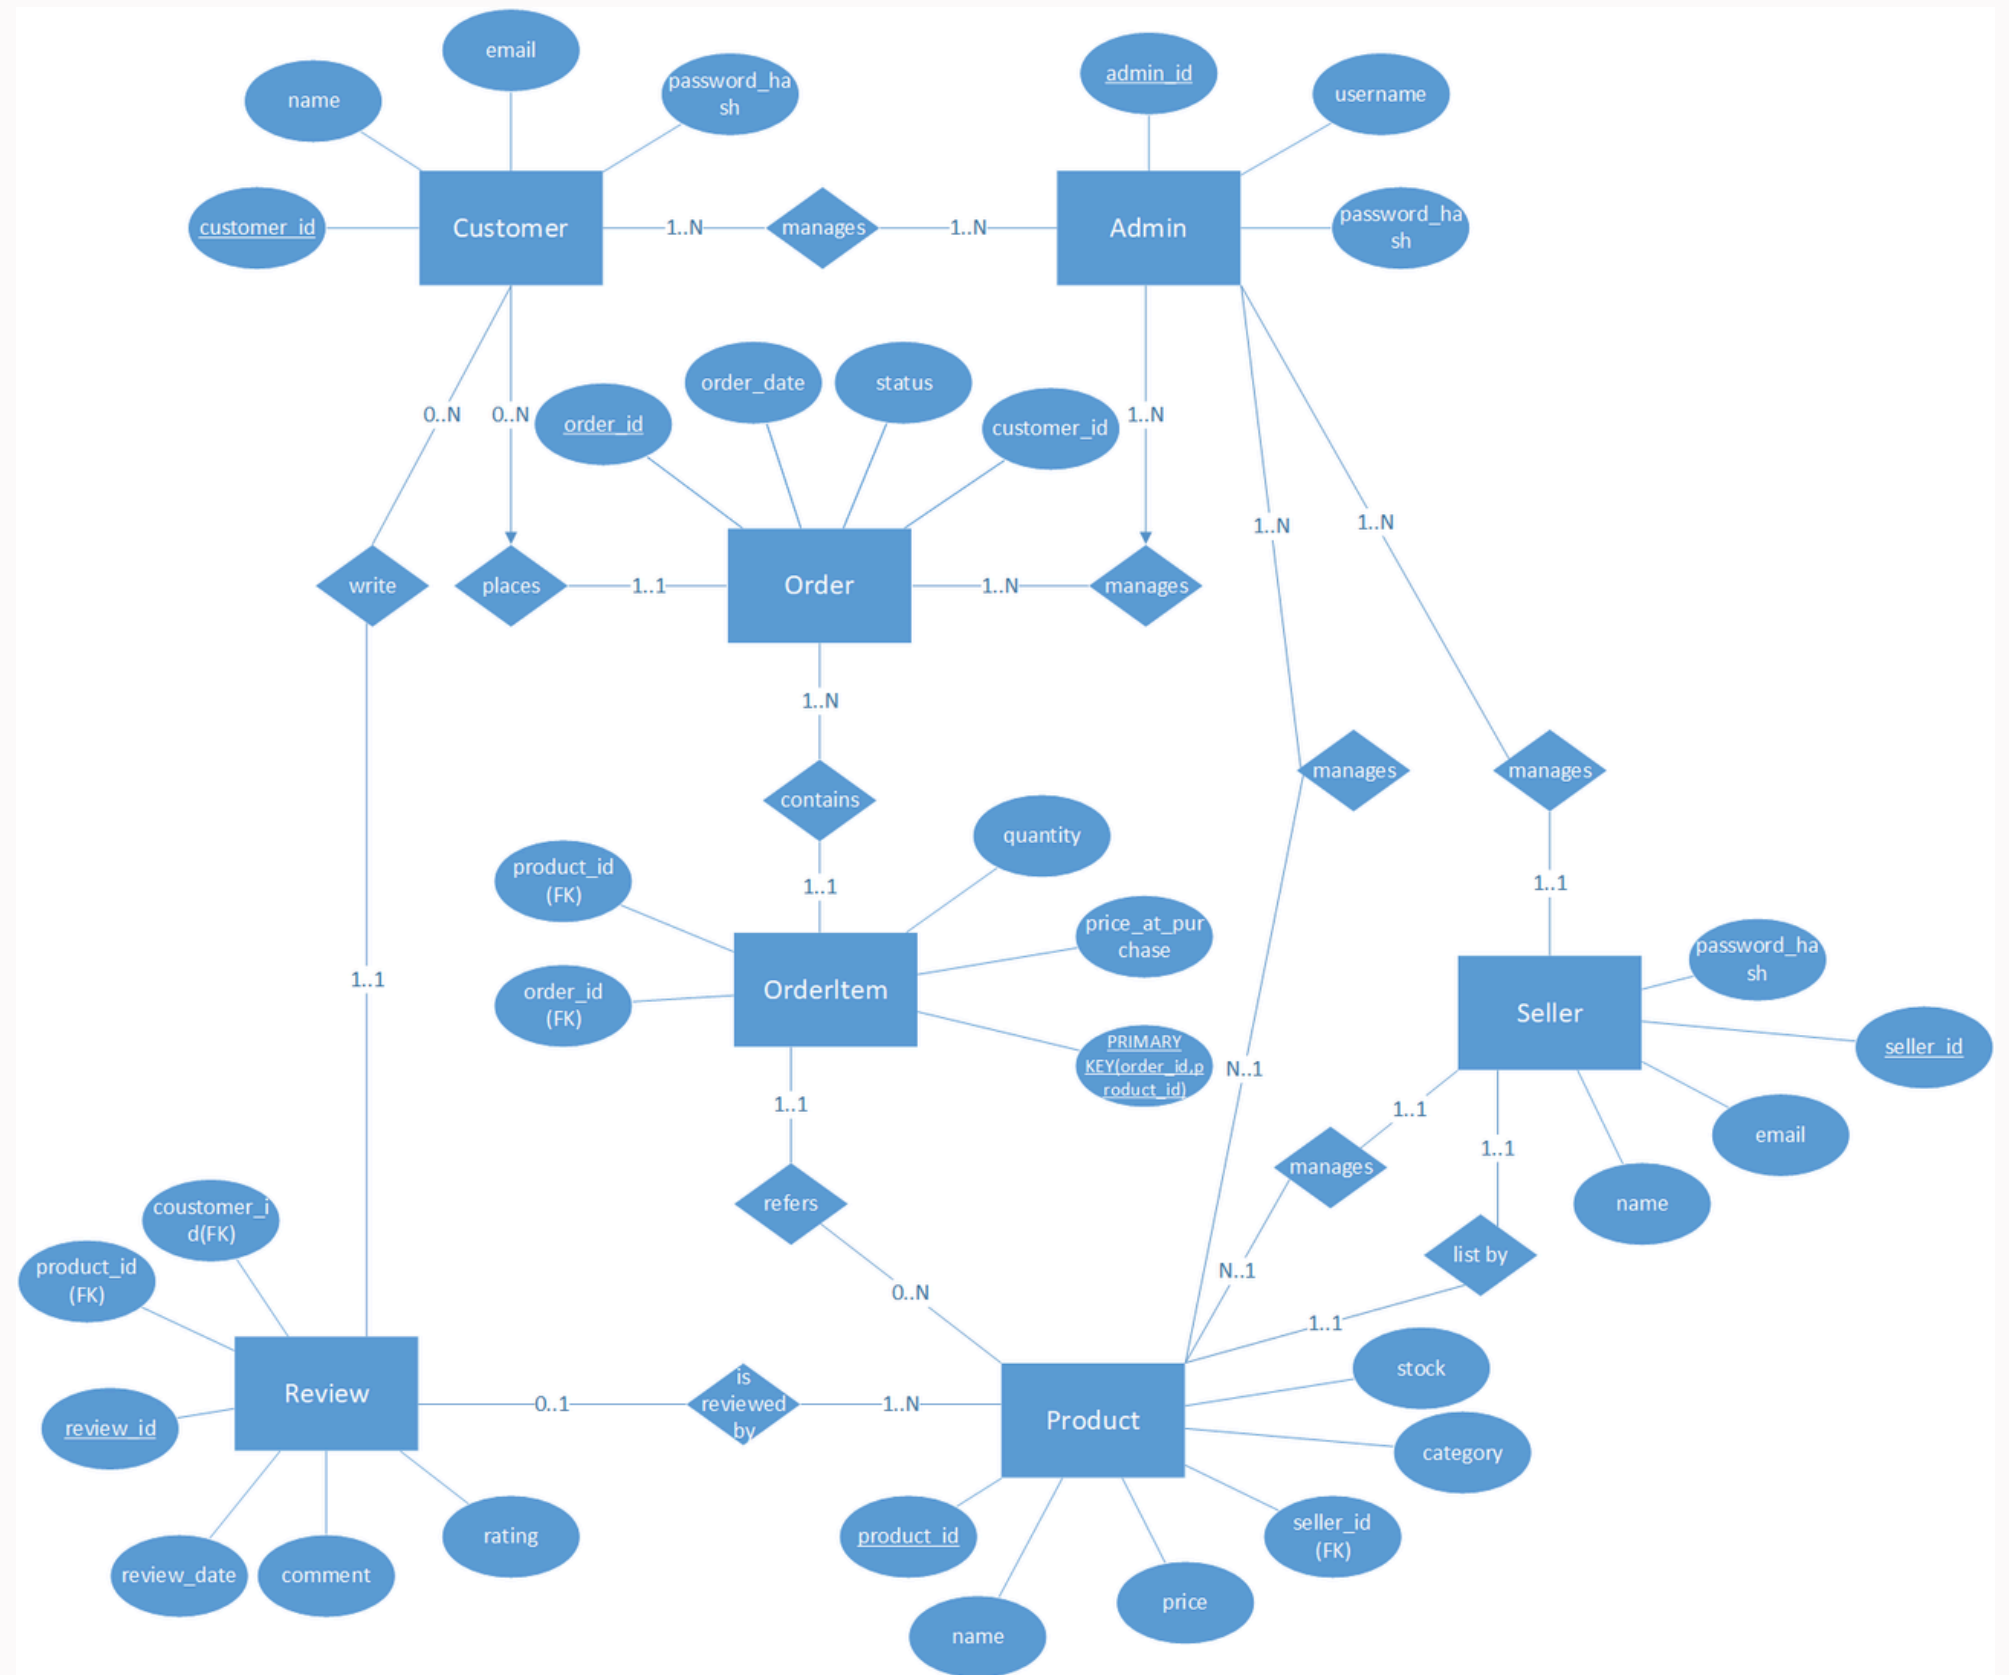 email
name
password_ha
sh
admin_id
username
customer_id
Customer
1..N
manages
1..N
Admin
password_ha
sh
order_date
status
0..N
0..N
order_id
customer_id
1..N
1..N
1..N
write
places
1..1
Order
1..N
manages
1..N
manages
manages
contains
quantity
product_id
(FK)
1..1
1..1
price_at_pur
chase
password_ha
sh
1..1
order_id
(FK)
OrderItem
Seller
seller_id
PRIMARY
KEY(order_id,p
roduct_id)
N..1
1..1
1..1
1..1
email
manages
refers
name
coustomer_i
d(FK)
list by
product_id
(FK)
N..1
0..N
1..1
Review
0..1
is
reviewed
by
1..N
Product
stock
review_id
category
rating
product_id
seller_id
(FK)
review_date
comment
price
name